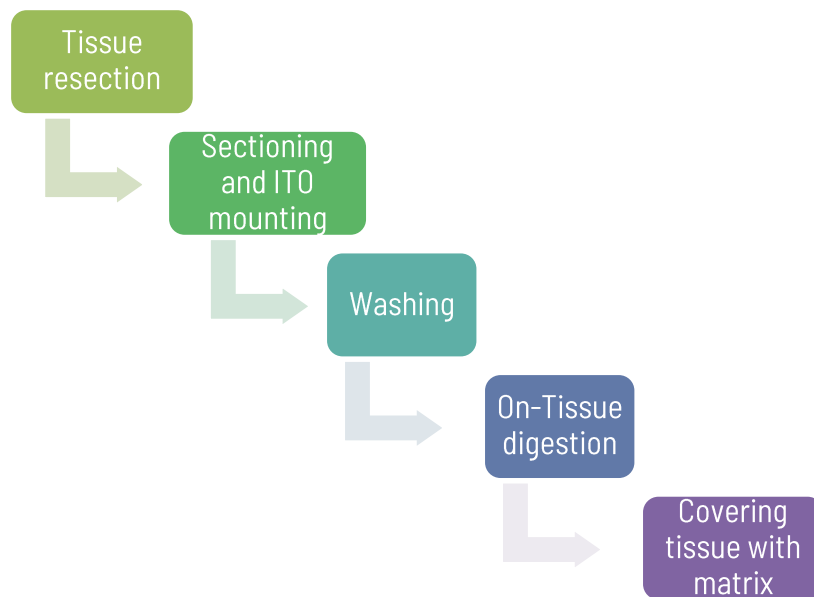 Tissue
resection
Sectioning
and ITO
mounting
Washing
On-Tissue
digestion
Covering
tissue with
matrix